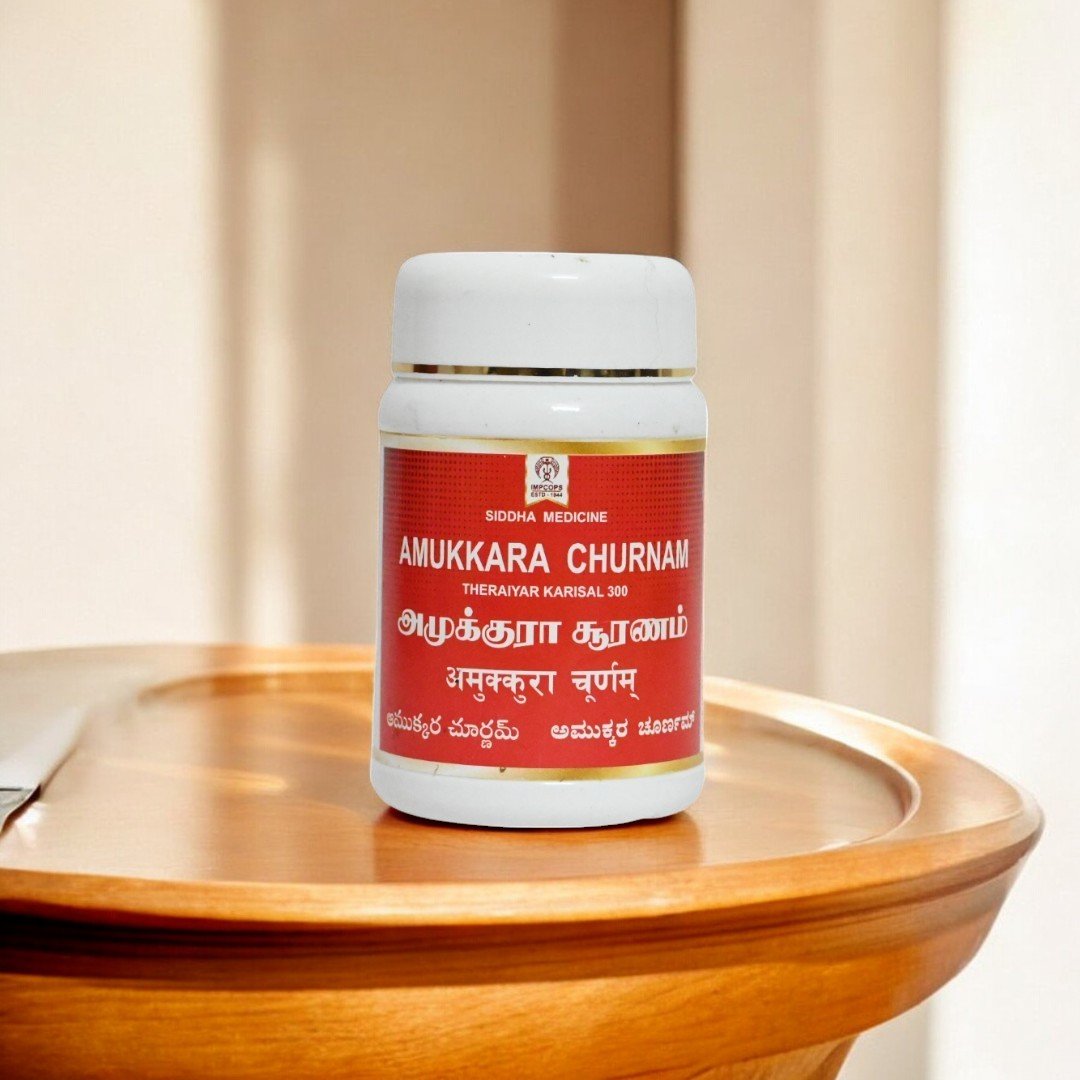 IMPCOPS
ESTD - 1944
SIDDHA MEDICINE
AMUKKARA CHURNAM
THERAIYAR KARISAL 300
அமுக்குரா சூரணம்
अमुक्कुरा चूर्णम्
అముక్కర చూర్ణమ్ ಅಮುಕ್ಕರ ಚೂರ್ಣಮ್